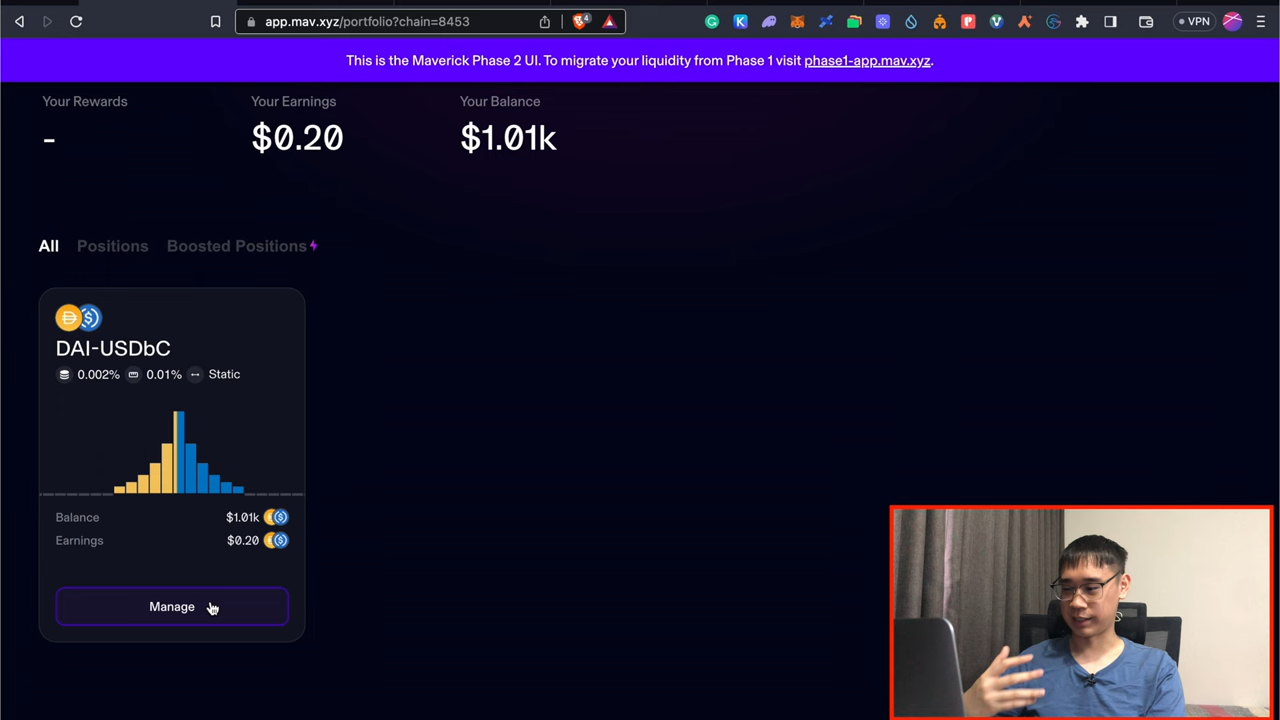 app.mav.xyz/portfolio?chain=8453
4
VPN
This is the Maverick Phase 2 UI. To migrate your liquidity from Phase 1 visit phase1-app.mav.xyz.
Your Rewards
Your Earnings
Your Balance
-
$0.20
$1.01k
All
Positions
Boosted Positions
DAI-USDbC
0.002%
0.01%
Static
Balance
$1.01k
Earnings
$0.20
Manage